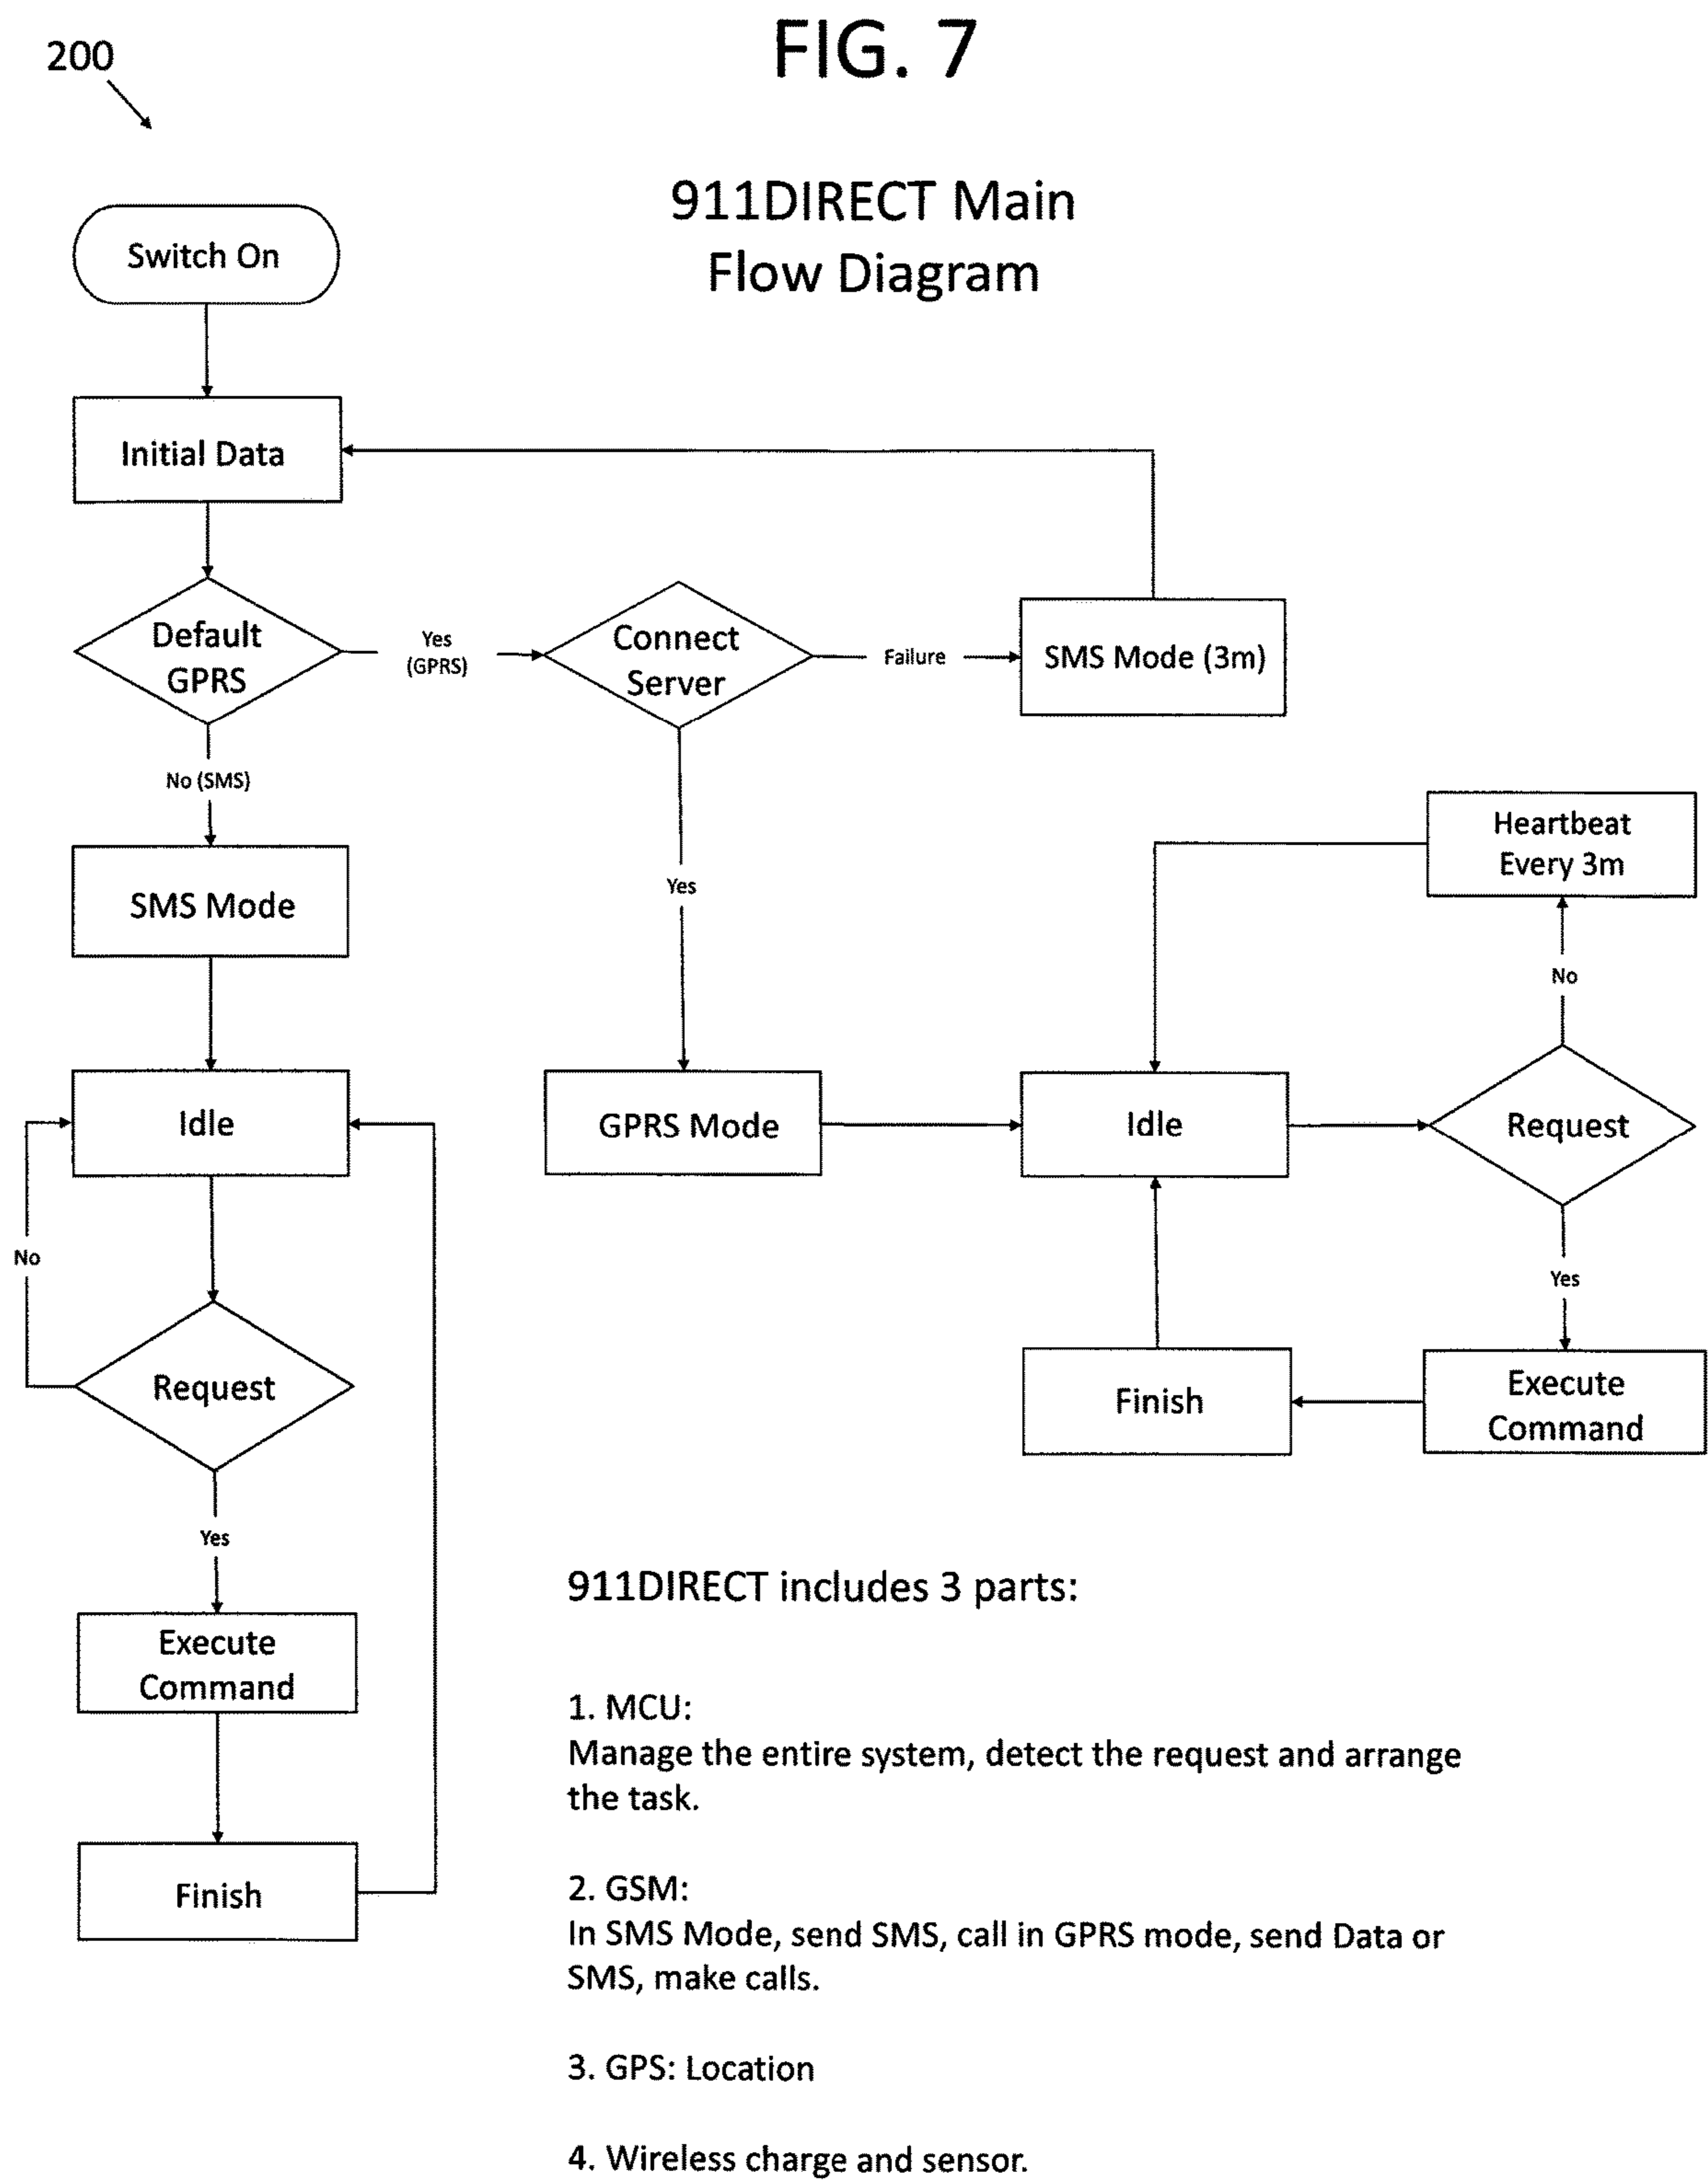 FIG. 7
200
911DIRECT Main
Flow Diagram
Switch On
Initial Data
Default
GPRS
Yes
(GPRS)
Connect
Server
Failure
SMS Mode (3m)
No (SMS)
SMS Mode
Yes
Heartbeat
Every 3m
No
Idle
GPRS Mode
Idle
Request
No
Yes
Request
Finish
Execute
Command
Yes
Execute
Command
Finish
911DIRECT includes 3 parts:
1. MCU:
Manage the entire system, detect the request and arrange
the task.
2. GSM:
In SMS Mode, send SMS, call in GPRS mode, send Data or
SMS, make calls.
3. GPS: Location
4. Wireless charge and sensor.